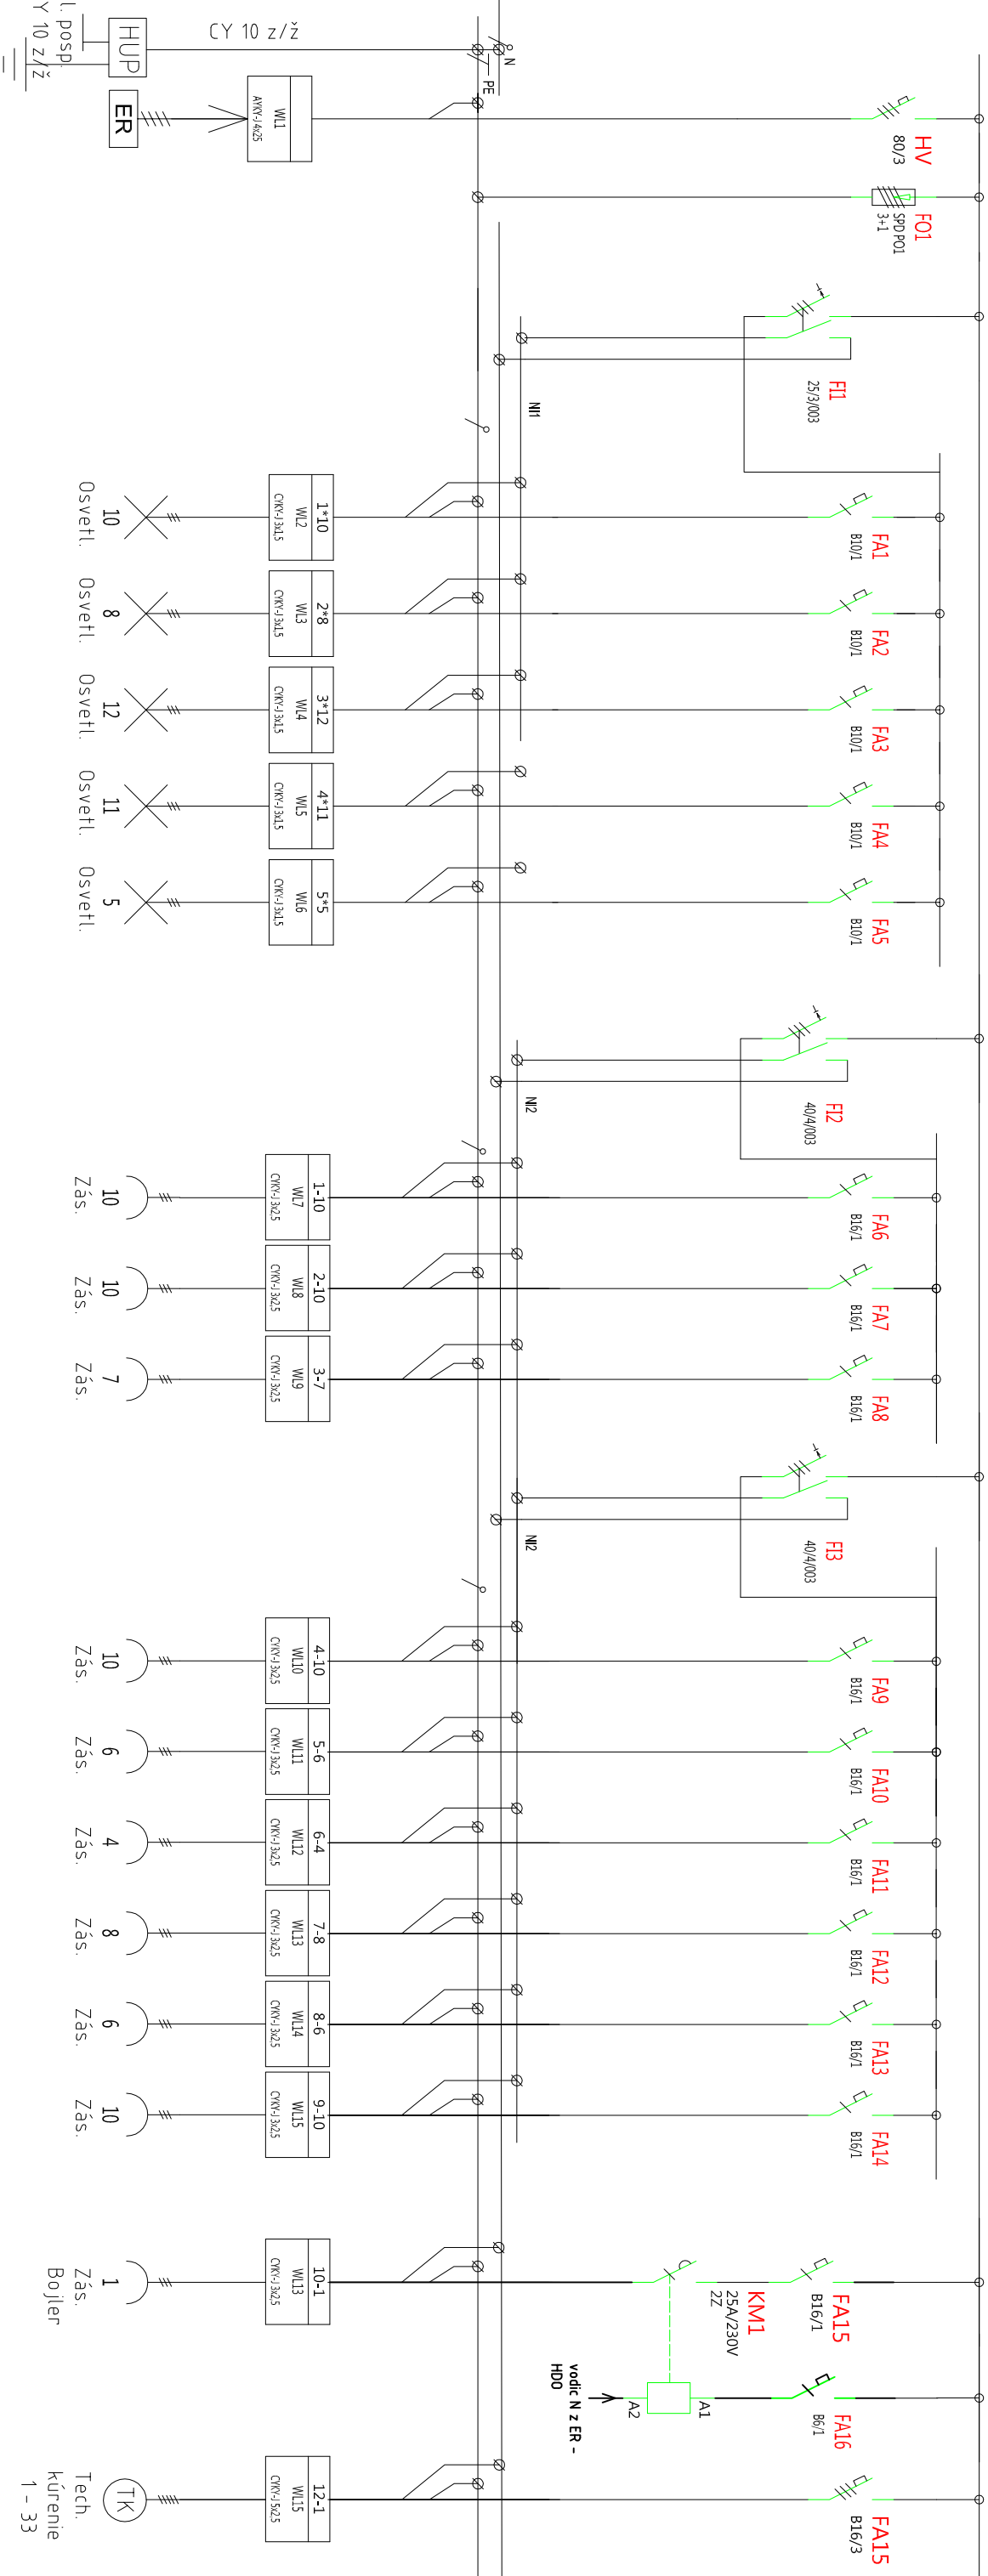 HV
80/3
FO1
SPD PO1
3+1
FI1
25/3/003
FA1
B10/1
FA2
B10/1
FA3
B10/1
FA4
B10/1
FA5
B10/1
FI2
40/4/003
FA6
B16/1
FA7
B16/1
FA8
B16/1
FI3
40/4/003
FA9
B16/1
FA10
B16/1
FA11
B16/1
FA12
B16/1
FA13
B16/1
FA14
B16/1
FA15
B16/1
KM1
25A/230V
2Z
FA16
B6/1
A1
A2
vodic N z ER -
HDO
FA15
B16/3
N
PE
NI1
NI2
NI2
CY 10 z/ž
HUP
l. posp.
Y 10 z/ž
ER
WL1
AYKY-J 4x25
1*10
WL2
CYKY-J 3x1,5
10
Osvetl.
2*8
WL3
CYKY-J 3x1,5
8
Osvetl.
3*12
WL4
CYKY-J 3x1,5
12
Osvetl.
4*11
WL5
CYKY-J 3x1,5
11
Osvetl.
5*5
WL6
CYKY-J 3x1,5
5
Osvetl.
1-10
WL7
CYKY-J 3x2,5
10
Zás.
2-10
WL8
CYKY-J 3x2,5
10
Zás.
3-7
WL9
CYKY-J 3x2,5
7
Zás.
4-10
WL10
CYKY-J 3x2,5
10
Zás.
5-6
WL11
CYKY-J 3x2,5
6
Zás.
6-4
WL12
CYKY-J 3x2,5
4
Zás.
7-8
WL13
CYKY-J 3x2,5
8
Zás.
8-6
WL14
CYKY-J 3x2,5
6
Zás.
9-10
WL15
CYKY-J 3x2,5
10
Zás.
10-1
WL13
CYKY-J 3x2,5
1
Zás.
Bojler
12-1
WL15
CYKY-J 5x2,5
TK
Tech.
kúrenie
1 - 33